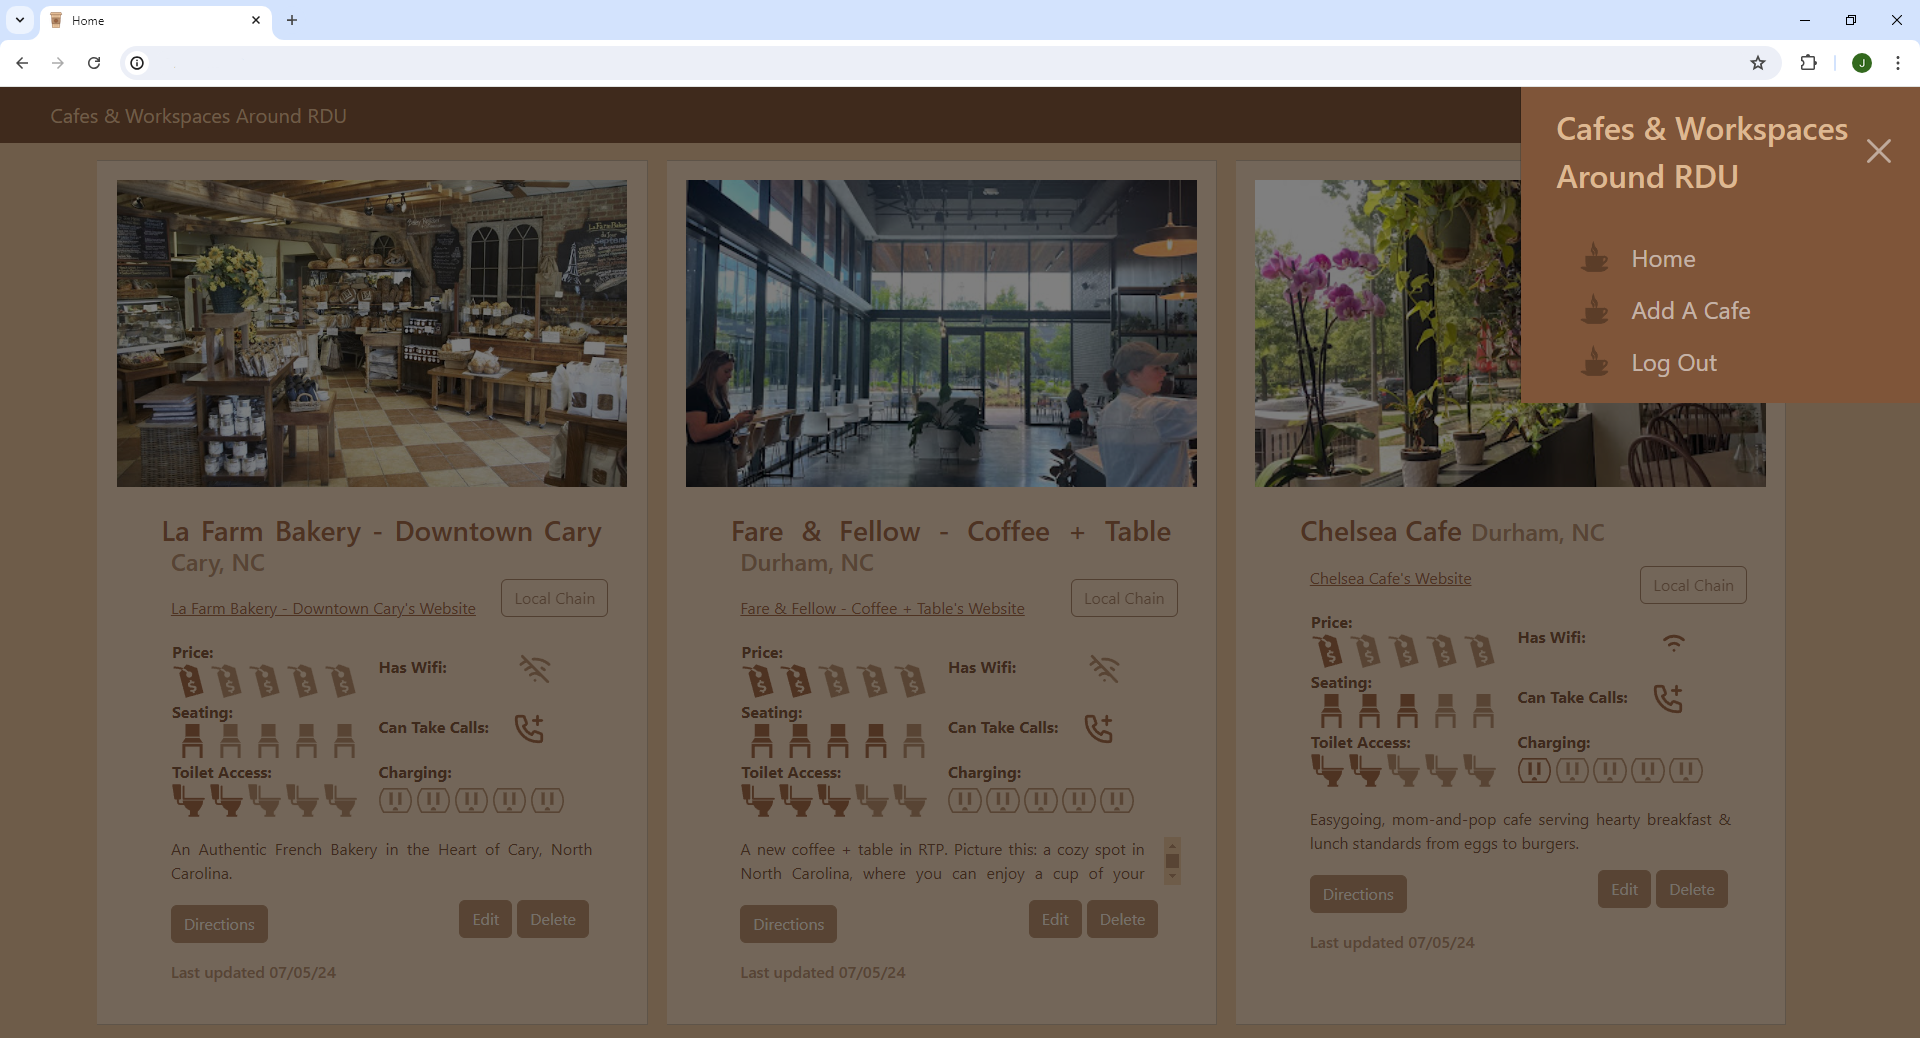 Home
J
Cafes & Workspaces Around RDU
Cafes & Workspaces
Around RDU
Home
Add A Cafe
Log Out
La Farm Bakery - Downtown Cary
Cary, NC
Local Chain
La Farm Bakery - Downtown Cary's Website
Price:
Has Wifi:
Seating:
Can Take Calls:
Toilet Access:
Charging:
An Authentic French Bakery in the Heart of Cary, North
Carolina.
Directions
Edit
Delete
Last updated 07/05/24
Fare & Fellow - Coffee + Table
Durham, NC
Local Chain
Fare & Fellow - Coffee + Table's Website
Price:
Has Wifi:
Seating:
Can Take Calls:
Toilet Access:
Charging:
A new coffee + table in RTP. Picture this: a cozy spot in
North Carolina, where you can enjoy a cup of your
Directions
Edit
Delete
Last updated 07/05/24
Chelsea Cafe Durham, NC
Chelsea Cafe's Website
Local Chain
Price:
Has Wifi:
Seating:
Can Take Calls:
Toilet Access:
Charging:
Easygoing, mom-and-pop cafe serving hearty breakfast &
lunch standards from eggs to burgers.
Directions
Edit
Delete
Last updated 07/05/24